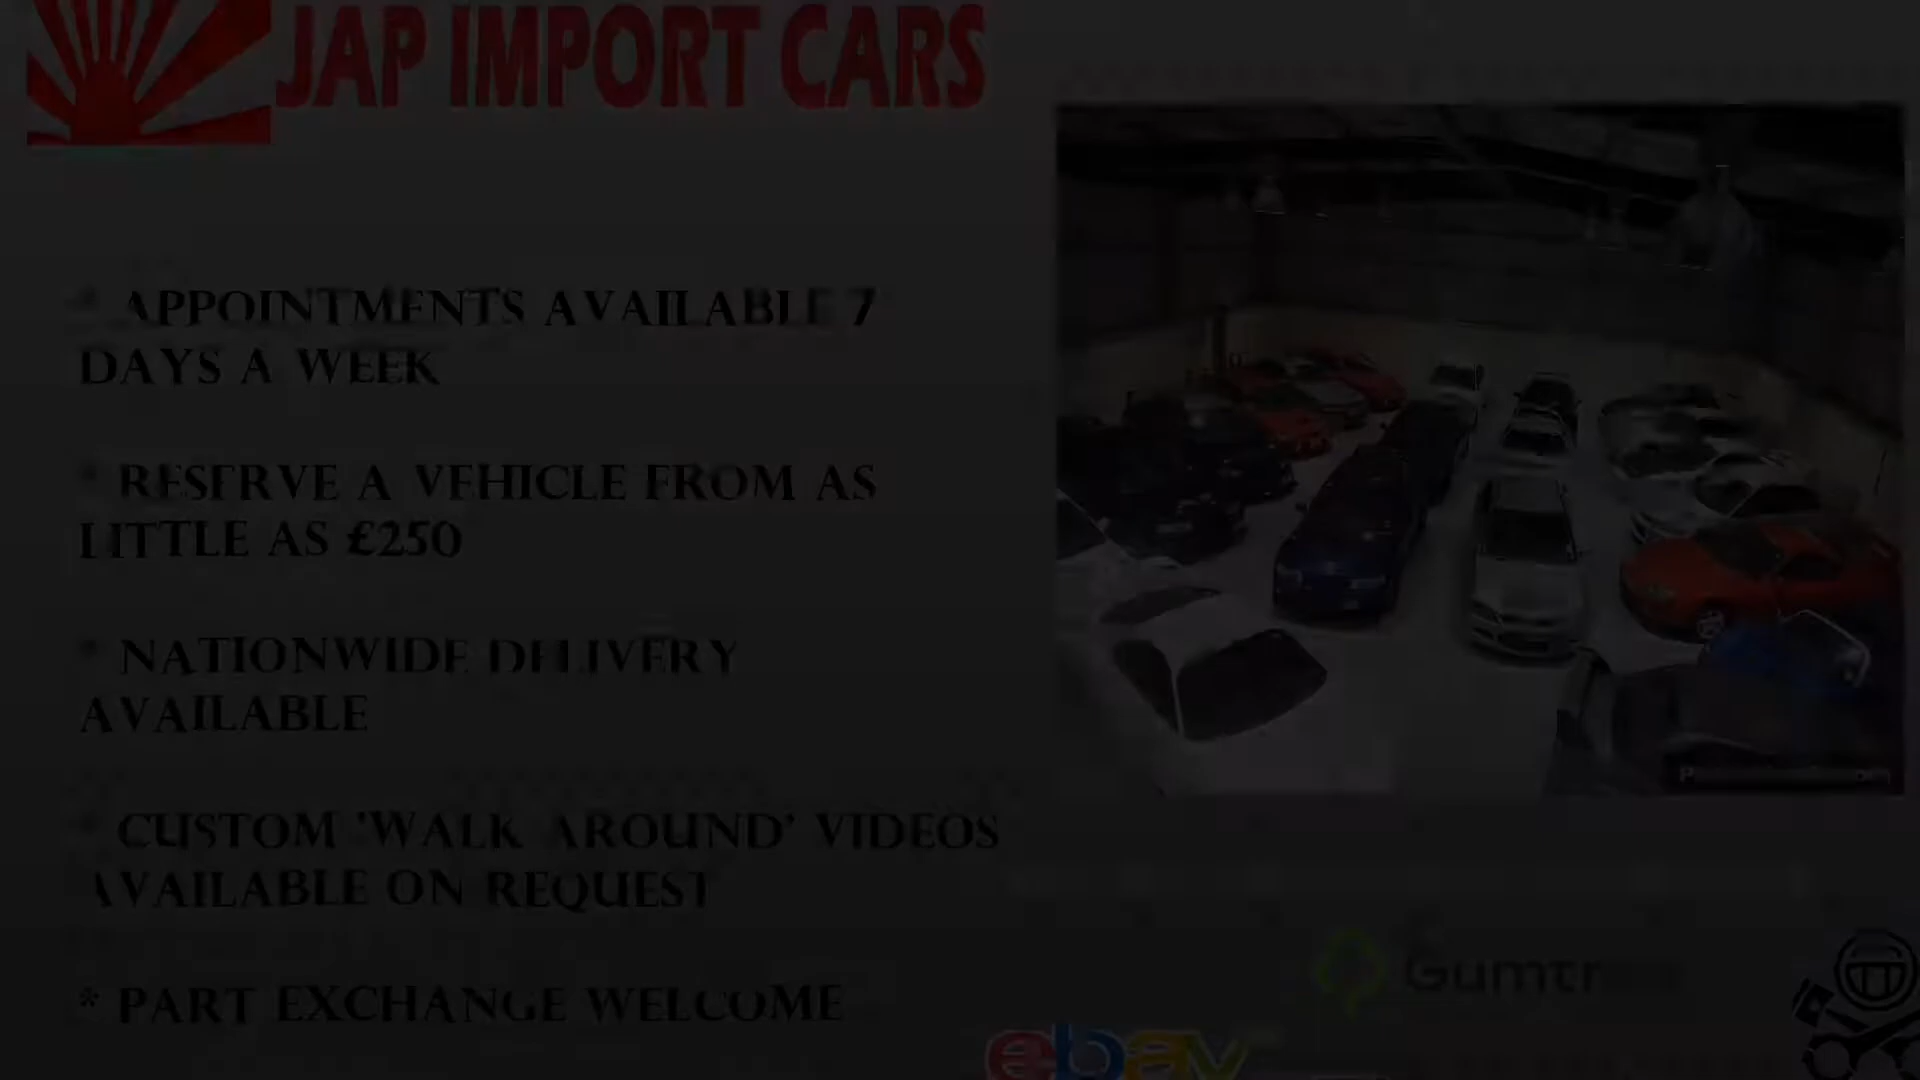 JAP IMPORT CARS
* APPOINTMENTS AVAILABLE 7
DAYS A WEEK
* RESERVE A VEHICLE FROM AS
LITTLE AS £250
* NATIONWIDE DELIVERY
AVAILABLE
* CUSTOM 'WALK AROUND' VIDEOS
AVAILABLE ON REQUEST
* PART EXCHANGE WELCOME
Gumtree
ebay